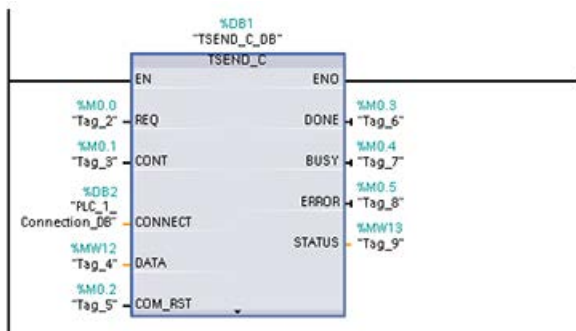 %DB1
"TSEND_C_DB"
TSEND_C
EN ENO
%M0.0 %M0.3
"Tag_2" REQ DONE "Tag_6"
%M0.1 %M0.4
"Tag_3" CONT BUSY "Tag_7"
%DB2 %M0.5
"PLC_1_ ERROR "Tag_8"
Connection_DB" CONNECT
%MW12 %MW13
"Tag_4" DATA STATUS "Tag_9"
%M0.2
"Tag_5" COM_RST